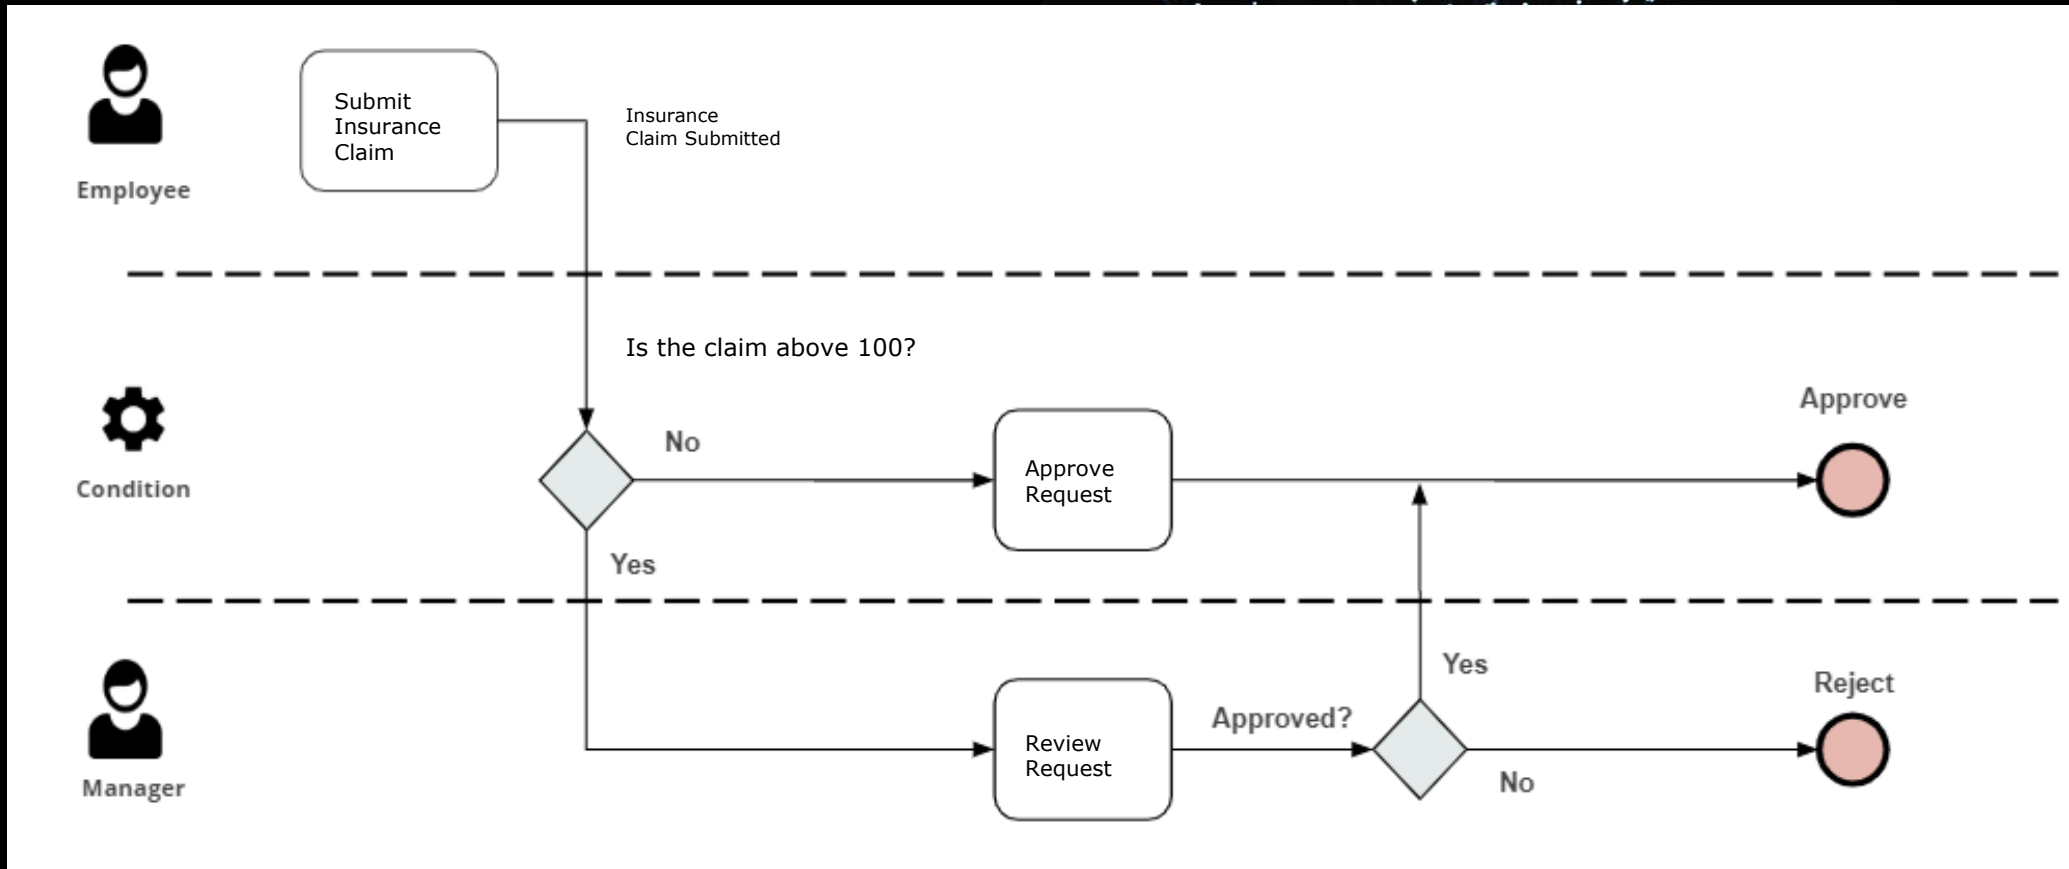 Submit
Insurance
Claim
Insurance
Claim Submitted
Employee
Is the claim above 100?
Approve
No
Approve
Request
Condition
Yes
Yes
Reject
Approved?
Review
Request
No
Manager